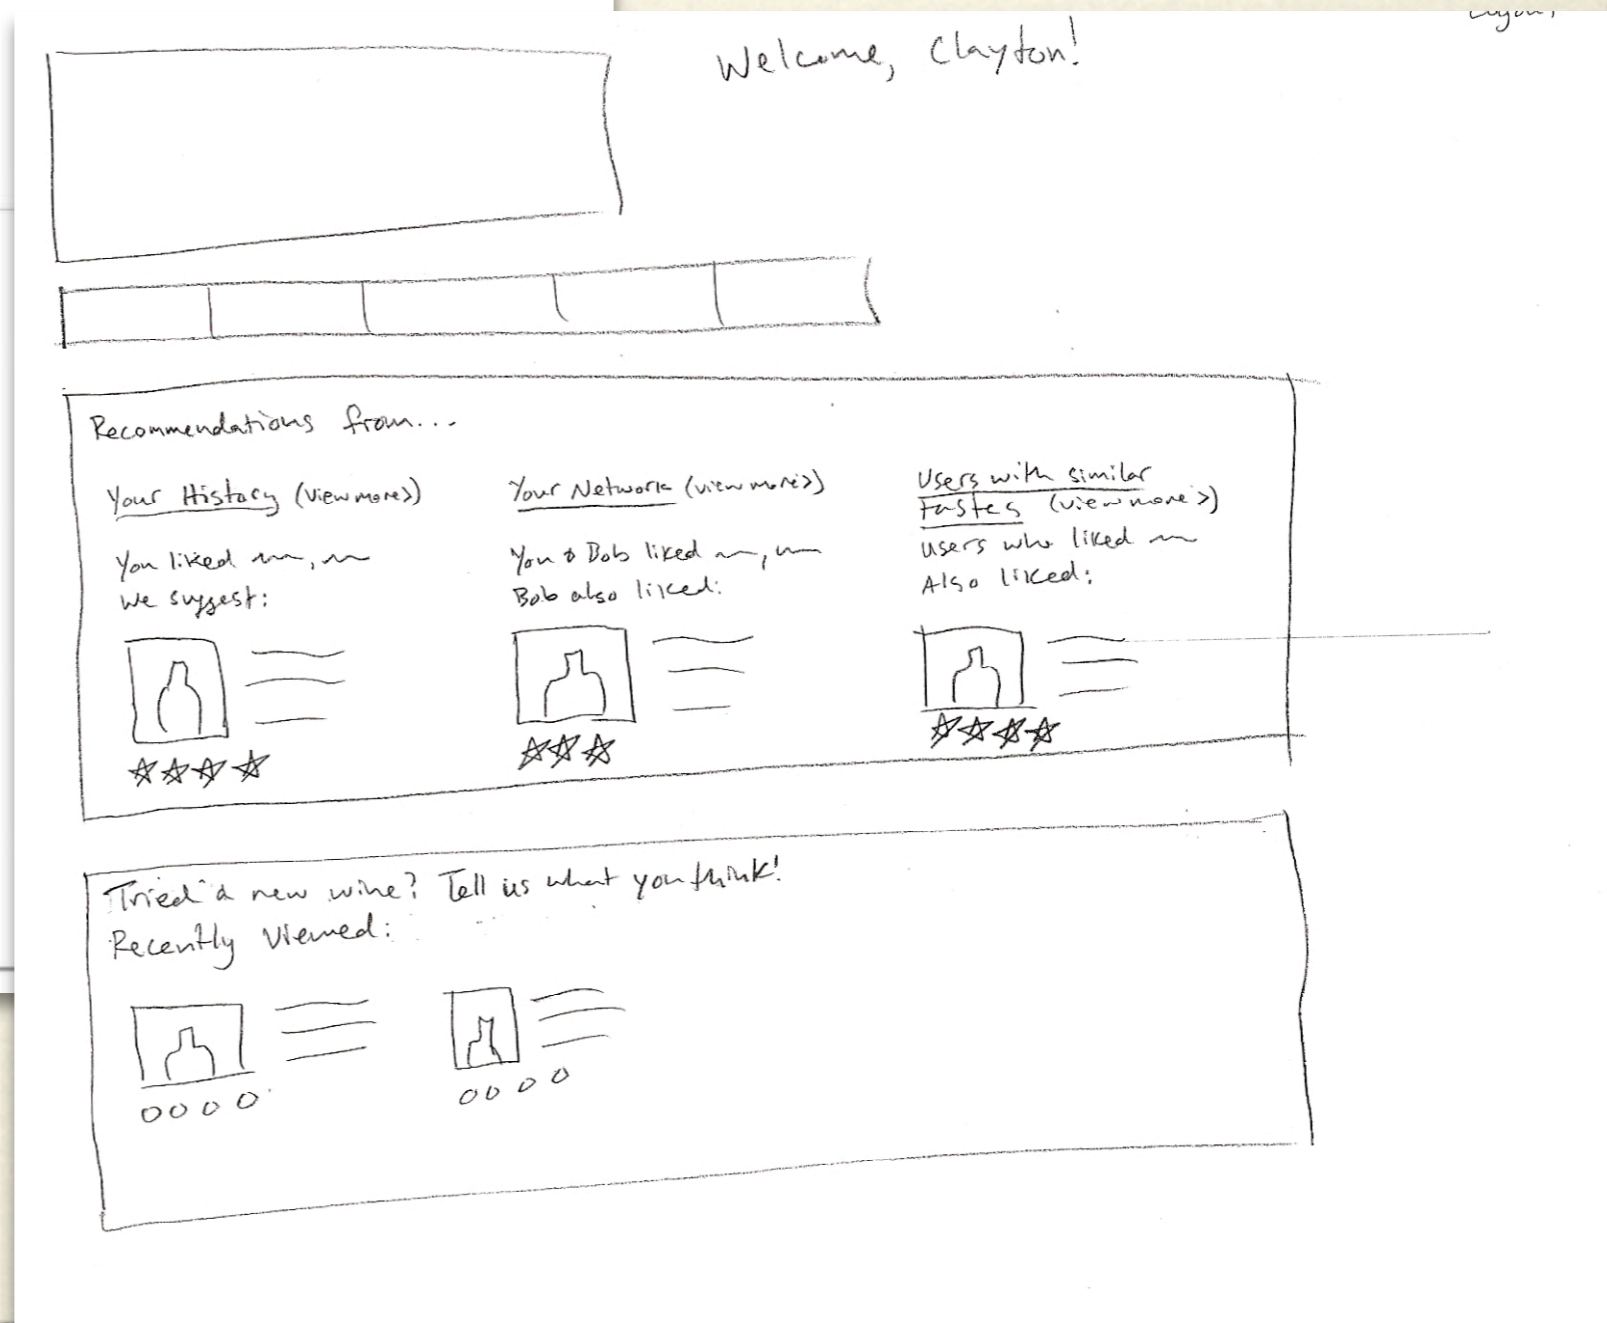 Welcome, Clayton!
Recommendations from...
Your History (view more>)
You liked
We suggest:
Your Network (view more>)
You & Bob liked
Bob also liked:
Users with similar
tastes (view more>)
Users who liked
Also liked:
Tried a new wine? Tell us what you think!
Recently Viewed: